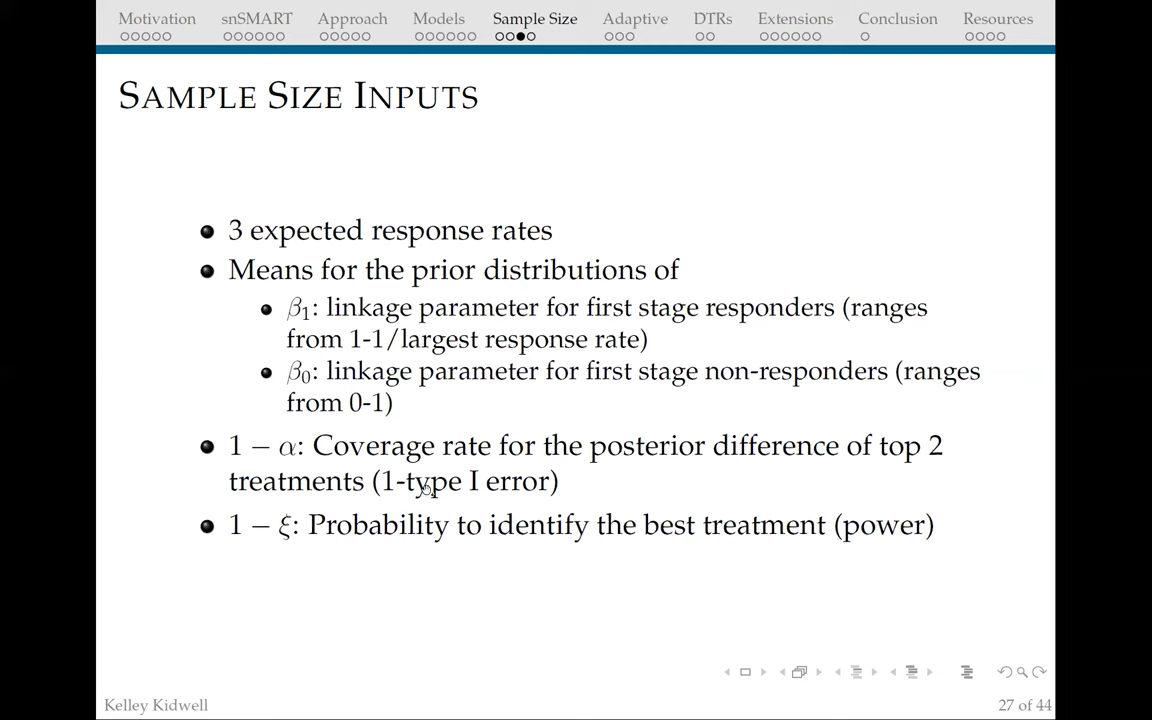 Motivation snSMART Approach Models Sample Size Adaptive DTRs Extensions Conclusion Resources
SAMPLE SIZE INPUTS
3 expected response rates
Means for the prior distributions of
β₁: linkage parameter for first stage responders (ranges
from 1-1/largest response rate)
β₀: linkage parameter for first stage non-responders (ranges
from 0-1)
1 − α: Coverage rate for the posterior difference of top 2
treatments (1-type I error)
1 − ξ: Probability to identify the best treatment (power)
Kelley Kidwell 27 of 44